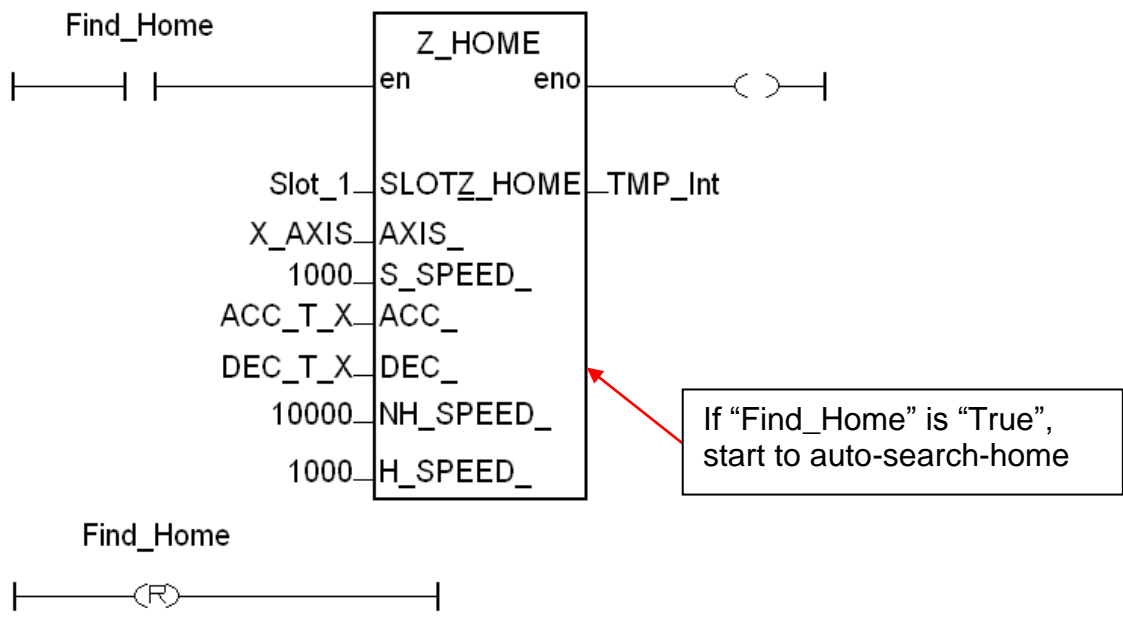 Find_Home
Z_HOME
en eno
Slot_1 SLOTZ_HOME TMP_Int
X_AXIS AXIS_
1000 S_SPEED_
ACC_T_X ACC_
DEC_T_X DEC_
10000 NH_SPEED_
1000 H_SPEED_
If “Find_Home” is “True”,
start to auto-search-home
Find_Home
(R)